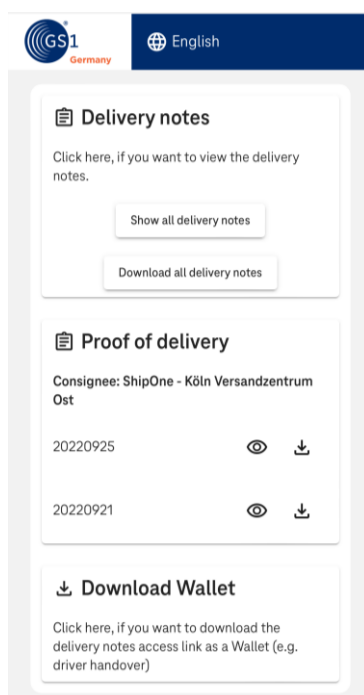 GS1
Germany
English
Delivery notes
Click here, if you want to view the delivery
notes.
Show all delivery notes
Download all delivery notes
Proof of delivery
Consignee: ShipOne - Köln Versandzentrum
Ost
20220925
20220921
Download Wallet
Click here, if you want to download the
delivery notes access link as a Wallet (e.g.
driver handover)